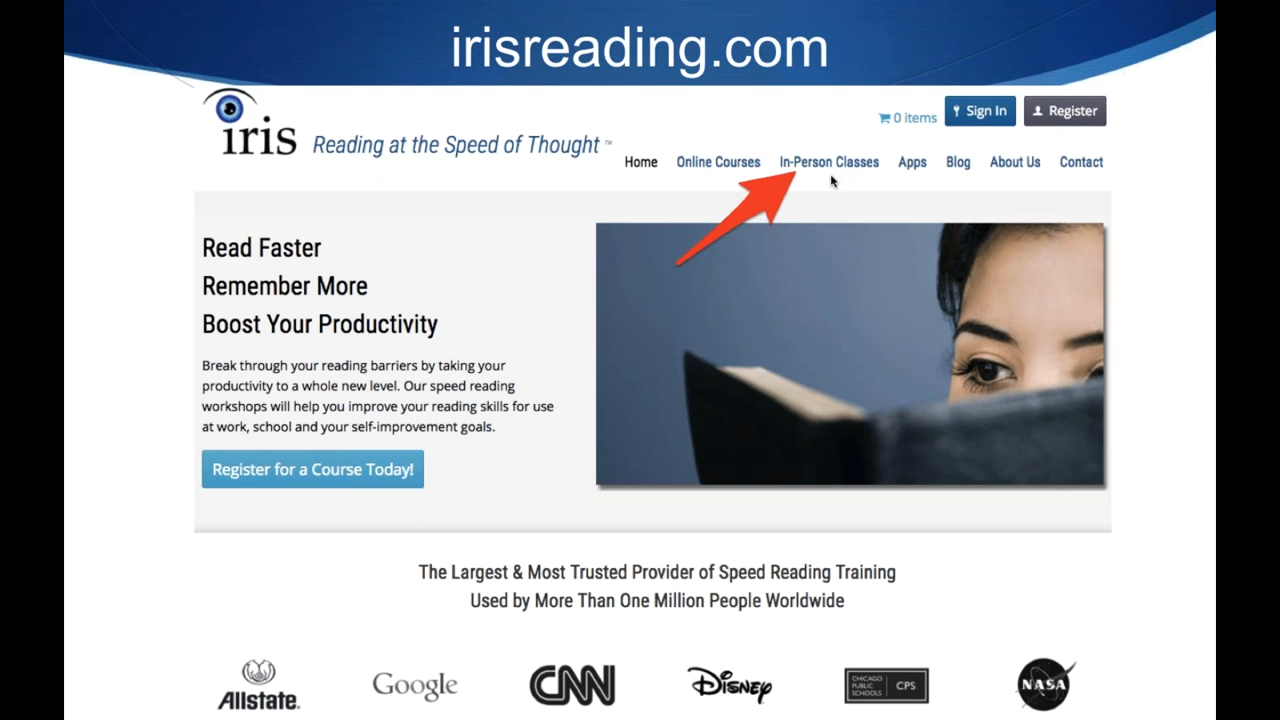 irisreading.com
iris Reading at the Speed of Thought ™
0 items Sign In Register
Home Online Courses In-Person Classes Apps Blog About Us Contact
Read Faster
Remember More
Boost Your Productivity
Break through your reading barriers by taking your
productivity to a whole new level. Our speed reading
workshops will help you improve your reading skills for use
at work, school and your self-improvement goals.
Register for a Course Today!
The Largest & Most Trusted Provider of Speed Reading Training
Used by More Than One Million People Worldwide
Allstate.
Google
CNN
DISNEY
CHICAGO
PUBLIC
SCHOOLS
CPS
NASA